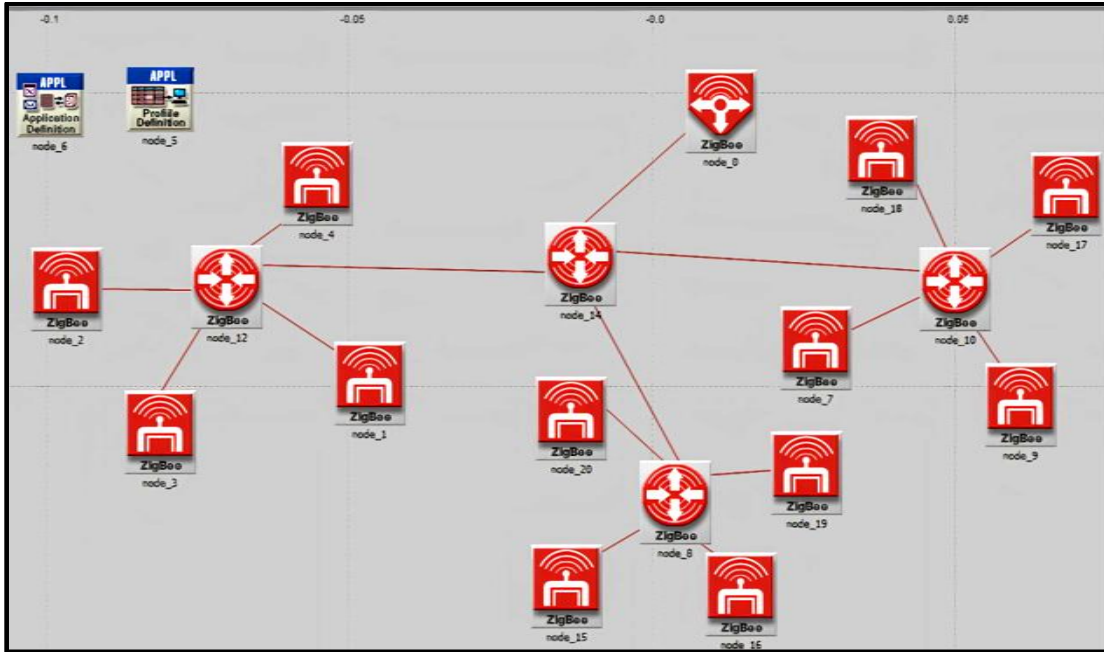 -0.1
-0.05
-0.0
0.05
APPL
Application
Definition
node_6
APPL
Profile
Definition
node_5
ZigBee
node_0
ZigBee
node_4
ZigBee
node_18
ZigBee
node_17
ZigBee
node_2
ZigBee
node_12
ZigBee
node_14
ZigBee
node_10
ZigBee
node_7
ZigBee
node_3
ZigBee
node_1
ZigBee
node_20
ZigBee
node_9
ZigBee
node_19
ZigBee
node_8
ZigBee
node_15
ZigBee
node_16